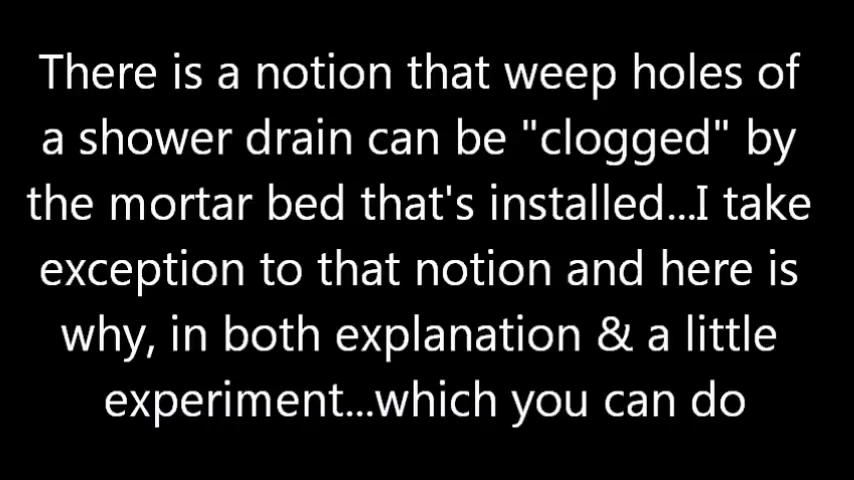 There is a notion that weep holes of
a shower drain can be "clogged" by
the mortar bed that's installed...I take
exception to that notion and here is
why, in both explanation & a little
experiment...which you can do